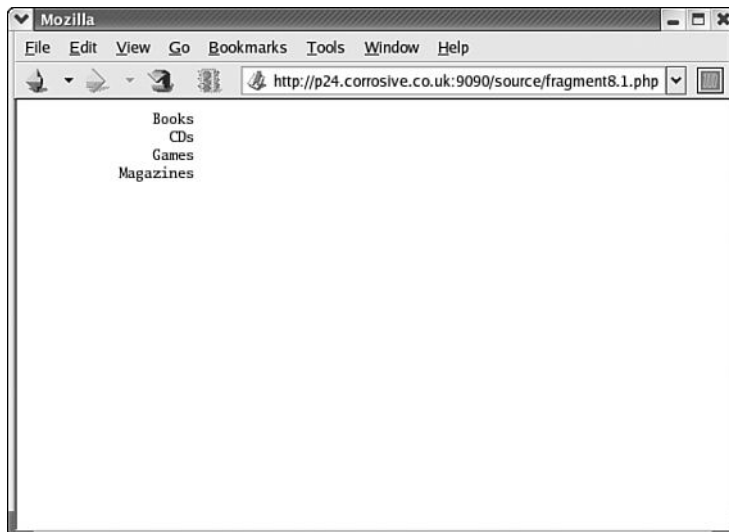 Mozilla
File Edit View Go Bookmarks Tools Window Help
http://p24.corrosive.co.uk:9090/source/fragment8.1.php
Books
CDs
Games
Magazines